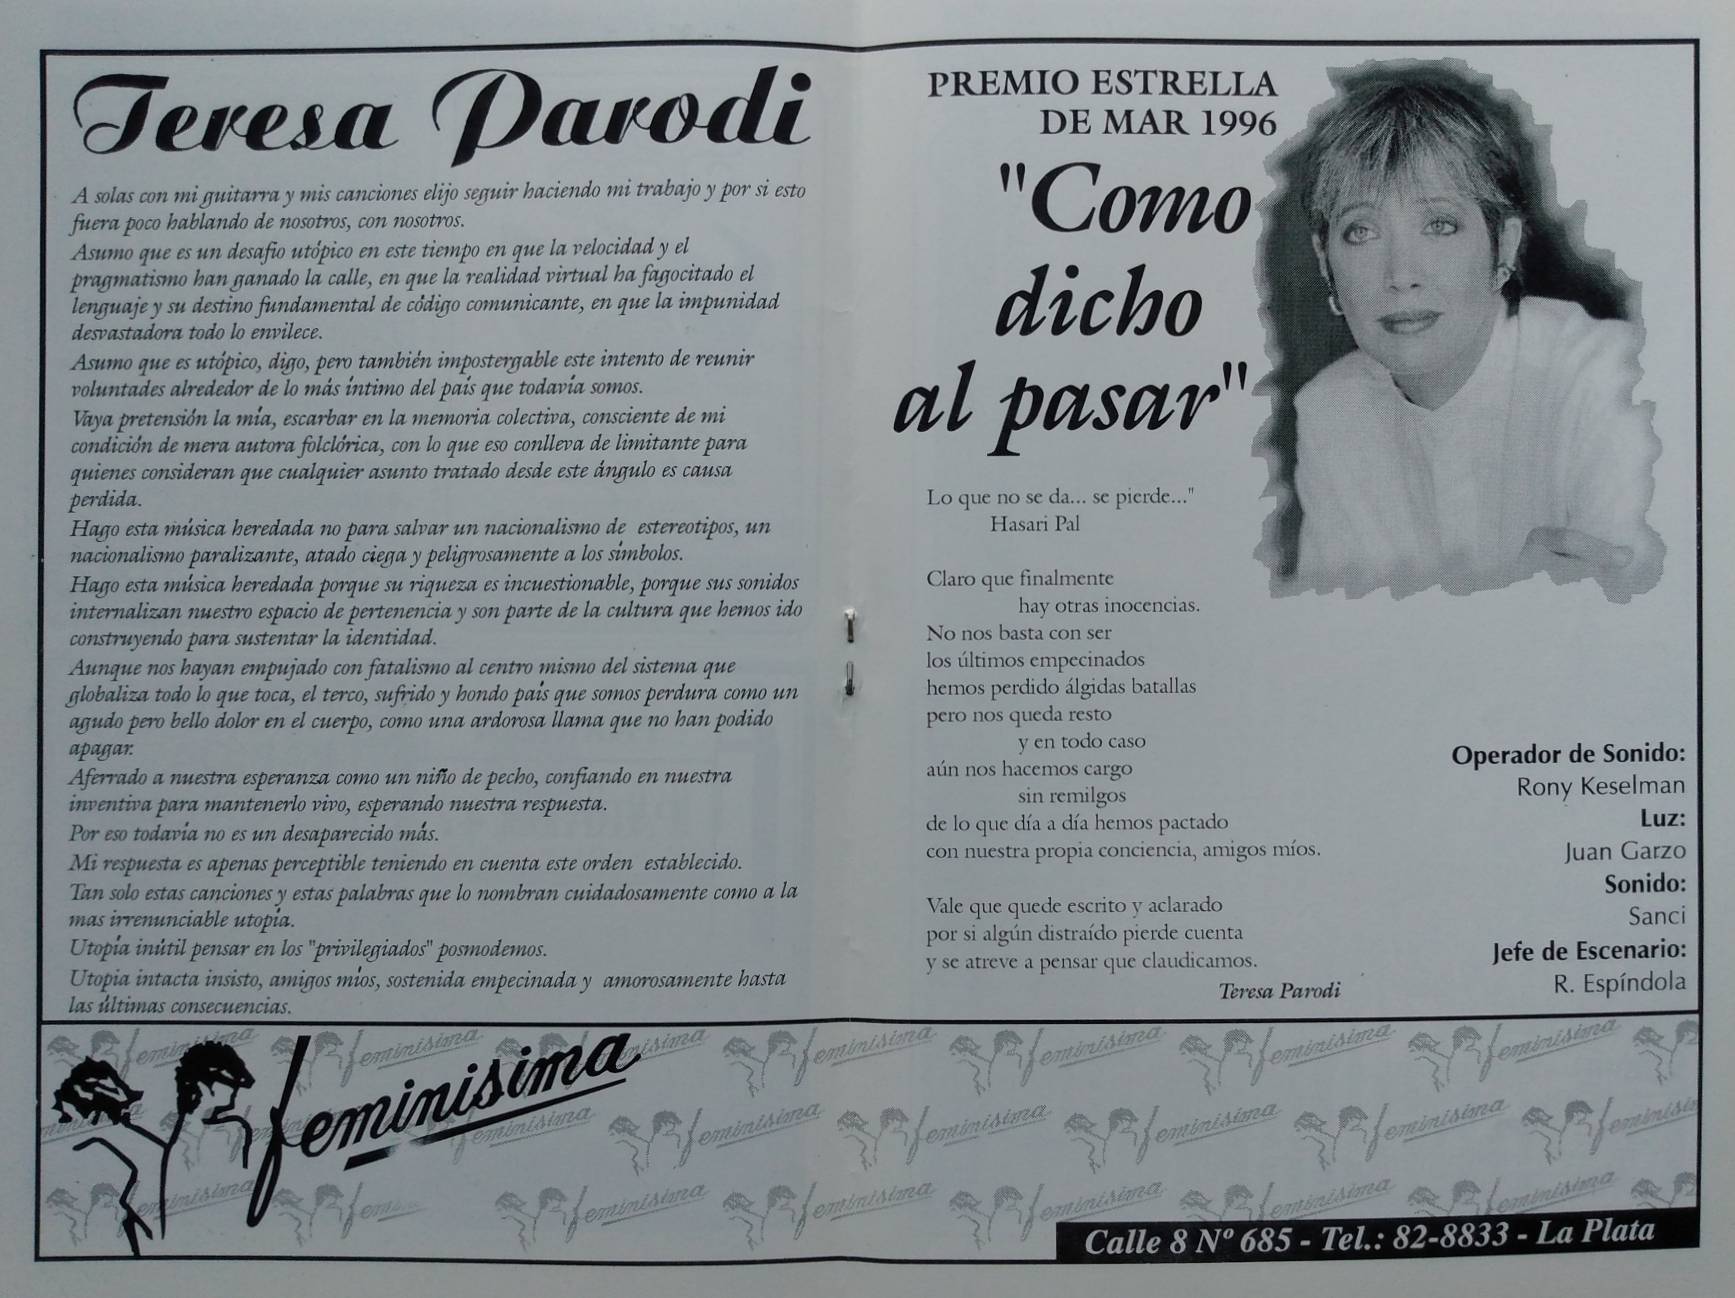 Teresa Parodi
A solas con mi guitarra y mis canciones elijo seguir haciendo mi trabajo y por si esto
fuera poco hablando de nosotros, con nosotros.
Asumo que es un desafío utópico en este tiempo en que la velocidad y el
pragmatismo han ganado la calle, en que la realidad virtual ha fagocitado el
lenguaje y su destino fundamental de código comunicante, en que la impunidad
desvastadora todo lo envilece.
Asumo que es utópico, digo, pero también impostergable este intento de reunir
voluntades alrededor de lo más íntimo del país que todavía somos.
Vaya pretensión la mía, escarbar en la memoria colectiva, consciente de mi
condición de mera autora folclórica, con lo que eso conlleva de limitante para
quienes consideran que cualquier asunto tratado desde este ángulo es causa
perdida.
Hago esta música heredada no para salvar un nacionalismo de estereotipos, un
nacionalismo paralizante, atado ciega y peligrosamente a los símbolos.
Hago esta música heredada porque su riqueza es incuestionable, porque sus sonidos
internalizan nuestro espacio de pertenencia y son parte de la cultura que hemos ido
construyendo para sustentar la identidad.
Aunque nos hayan empujado con fatalismo al centro mismo del sistema que
globaliza todo lo que toca, el terco, sufrido y hondo país que somos perdura como un
agudo pero bello dolor en el cuerpo, como una ardorosa llama que no han podido
apagar.
Aferrado a nuestra esperanza como un niño de pecho, confiando en nuestra
inventiva para mantenerlo vivo, esperando nuestra respuesta.
Por eso todavía no es un desaparecido más.
Mi respuesta es apenas perceptible teniendo en cuenta este orden establecido.
Tan solo estas canciones y estas palabras que lo nombran cuidadosamente como a la
mas irrenunciable utopía.
Utopía inútil pensar en los "privilegiados" posmodernos.
Utopia intacta insisto, amigos míos, sostenida empecinada y amorosamente hasta
las últimas consecuencias.
PREMIO ESTRELLA
DE MAR 1996
"Como
dicho
al pasar"
Lo que no se da... se pierde..."
Hasari Pal
Claro que finalmente
hay otras inocencias.
No nos basta con ser
los últimos empecinados
hemos perdido álgidas batallas
pero nos queda resto
y en todo caso
aún nos hacemos cargo
sin remilgos
de lo que día a día hemos pactado
con nuestra propia conciencia, amigos míos.
Vale que quede escrito y aclarado
por si algún distraído pierde cuenta
y se atreve a pensar que claudicamos.
Teresa Parodi
Operador de Sonido:
Rony Keselman
Luz:
Juan Garzo
Sonido:
Sanci
Jefe de Escenario:
R. Espíndola
feminisima
Calle 8 Nº 685 - Tel.: 82-8833 - La Plata